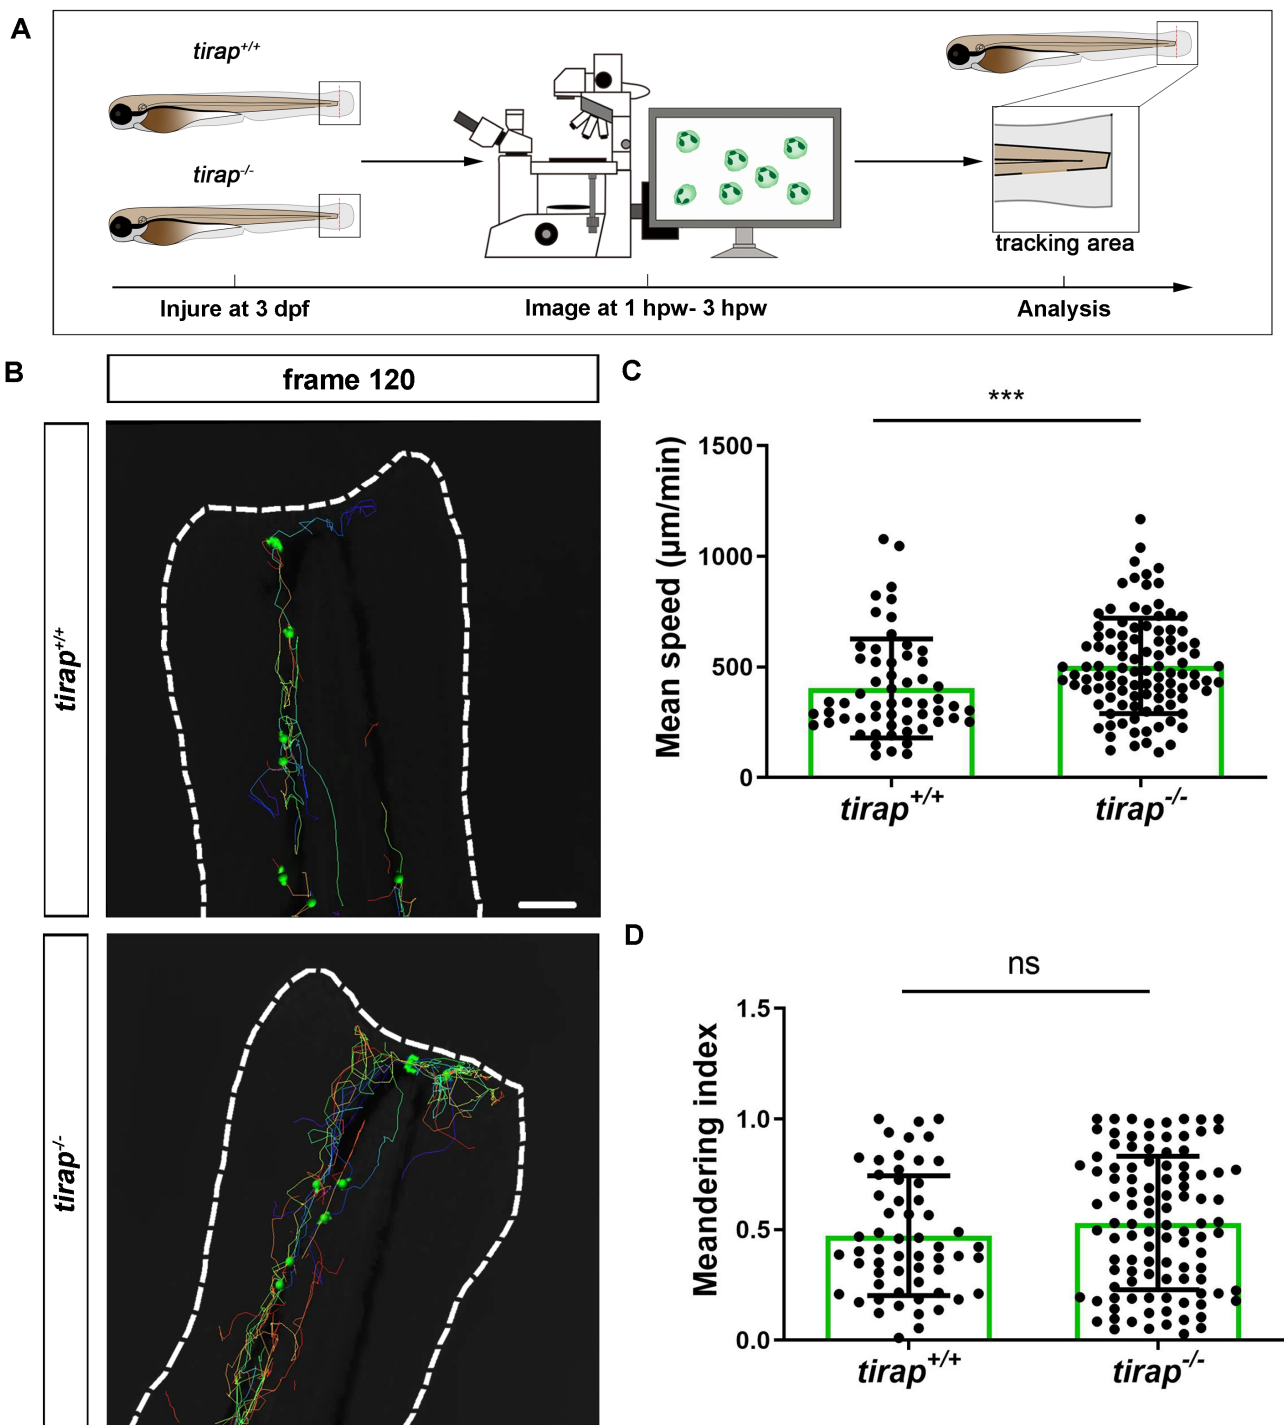 A
tirap+/+
tirap-/-
tracking area
Injure at 3 dpf
Image at 1 hpw- 3 hpw
Analysis
B
frame 120
tirap+/+
tirap-/-
C
***
Mean speed (µm/min)
1500
1000
500
0
tirap+/+
tirap-/-
D
ns
Meandering index
1.5
1.0
0.5
0.0
tirap+/+
tirap-/-